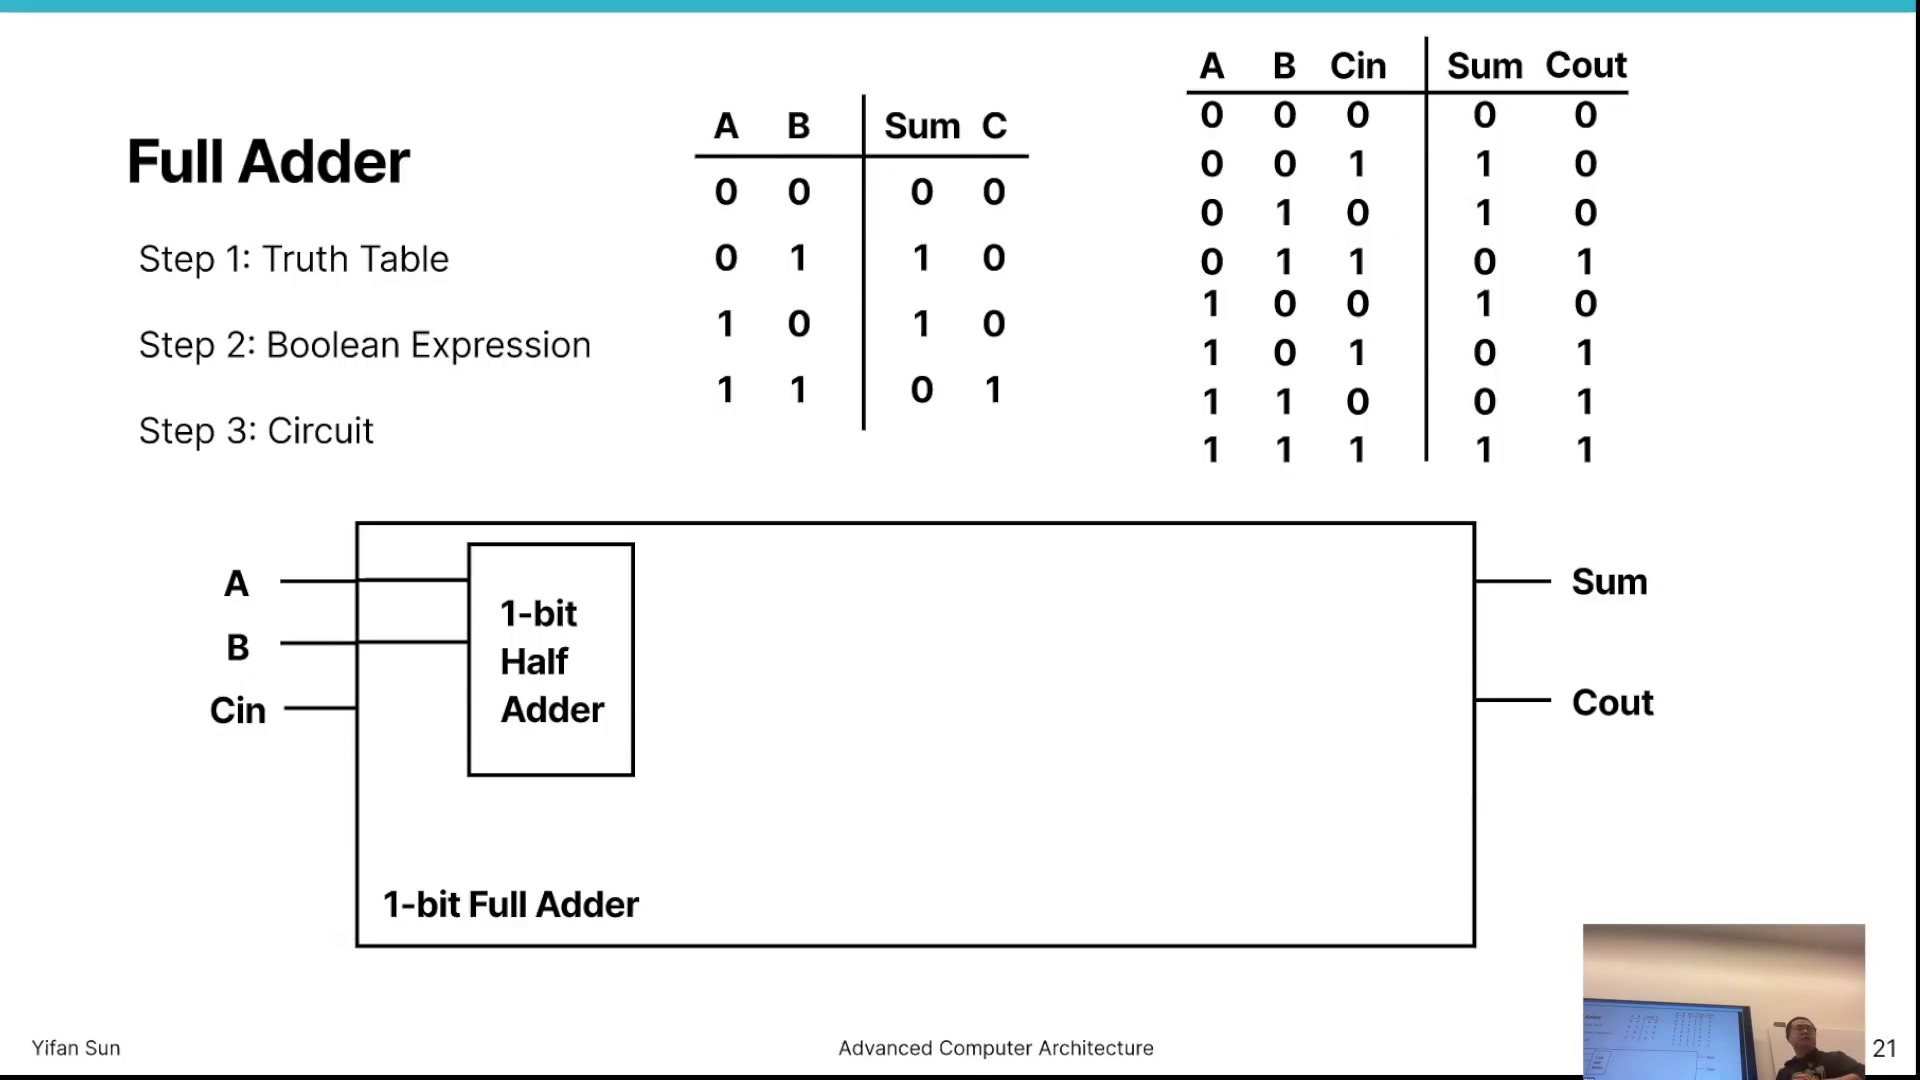 Full Adder
Step 1: Truth Table
Step 2: Boolean Expression
Step 3: Circuit
A B Sum C
0 0 0 0
0 1 1 0
1 0 1 0
1 1 0 1
A B Cin Sum Cout
0 0 0 0 0
0 0 1 1 0
0 1 0 1 0
0 1 1 0 1
1 0 0 1 0
1 0 1 0 1
1 1 0 0 1
1 1 1 1 1
A
B
Cin
1-bit
Half
Adder
1-bit Full Adder
Sum
Cout
Yifan Sun
Advanced Computer Architecture
21